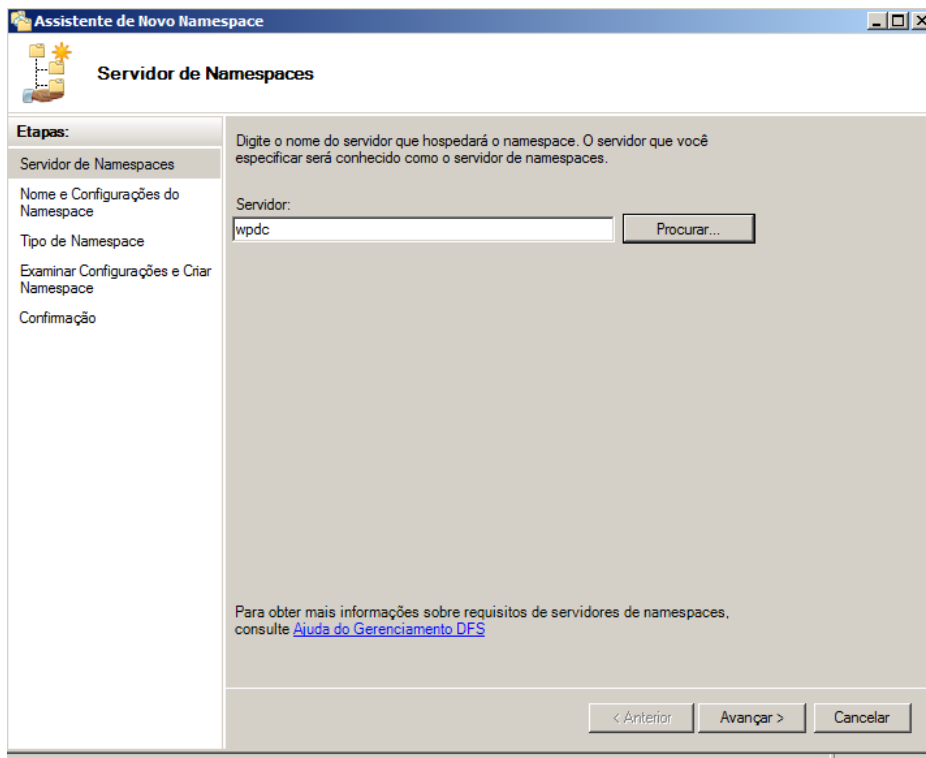 Assistente de Novo Namespace
Servidor de Namespaces
Etapas:
Servidor de Namespaces
Nome e Configurações do
Namespace
Tipo de Namespace
Examinar Configurações e Criar
Namespace
Confirmação
Digite o nome do servidor que hospedará o namespace. O servidor que você
especificar será conhecido como o servidor de namespaces.
Servidor:
wpdc
Procurar...
Para obter mais informações sobre requisitos de servidores de namespaces,
consulte Ajuda do Gerenciamento DFS
< Anterior
Avançar >
Cancelar